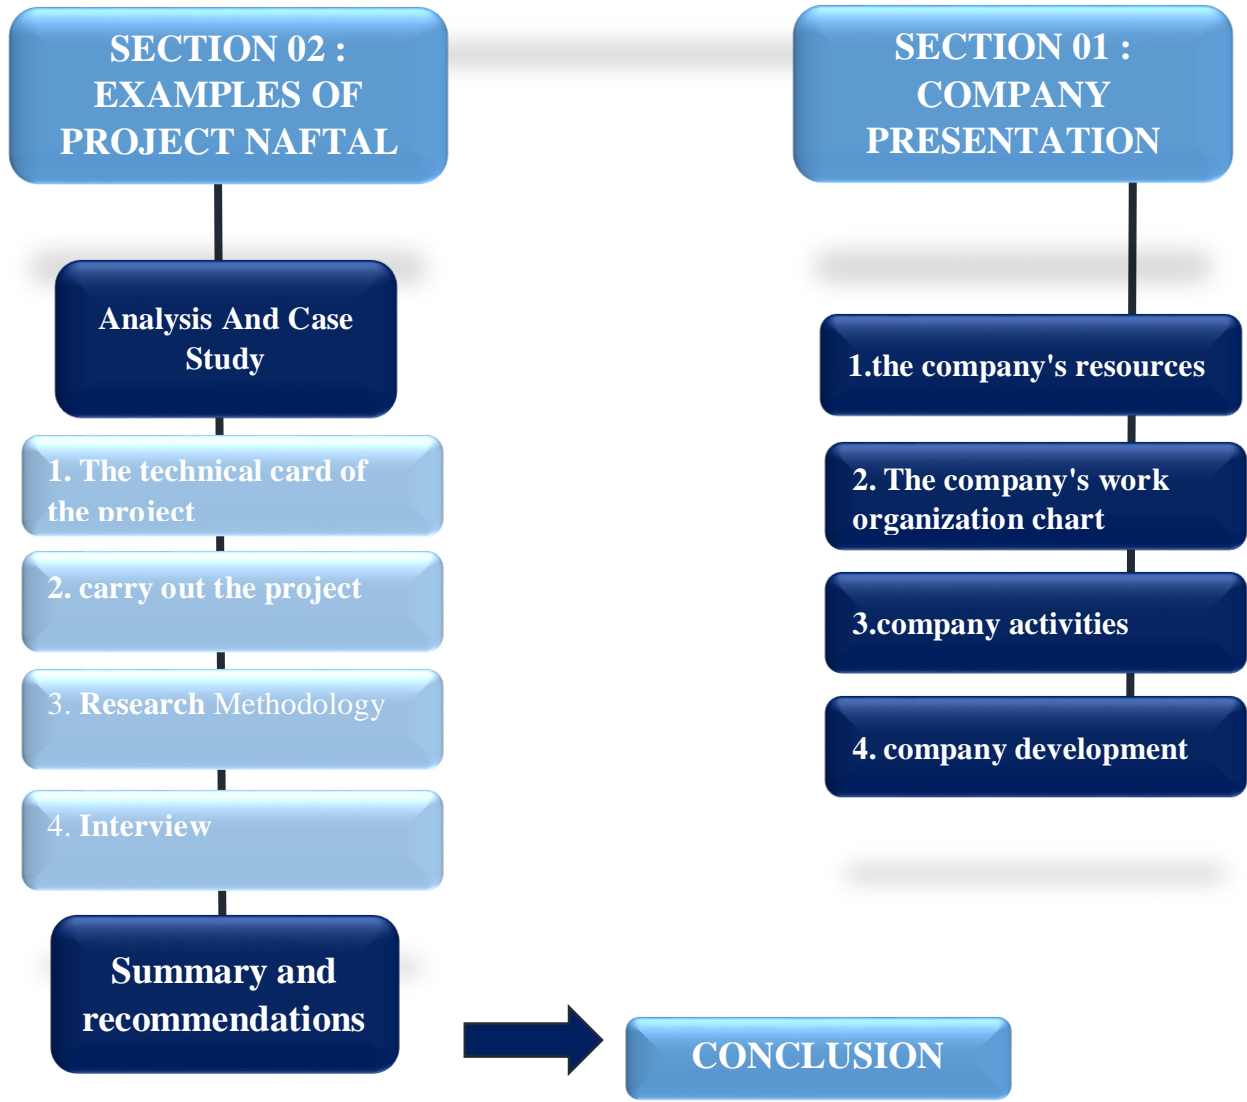 SECTION 02 :
EXAMPLES OF
PROJECT NAFTAL
Analysis And Case
Study
1. The technical card of
the project
2. carry out the project
3. Research Methodology
4. Interview
Summary and
recommendations
SECTION 01 :
COMPANY
PRESENTATION
1.the company's resources
2. The company's work
organization chart
3.company activities
4. company development
CONCLUSION